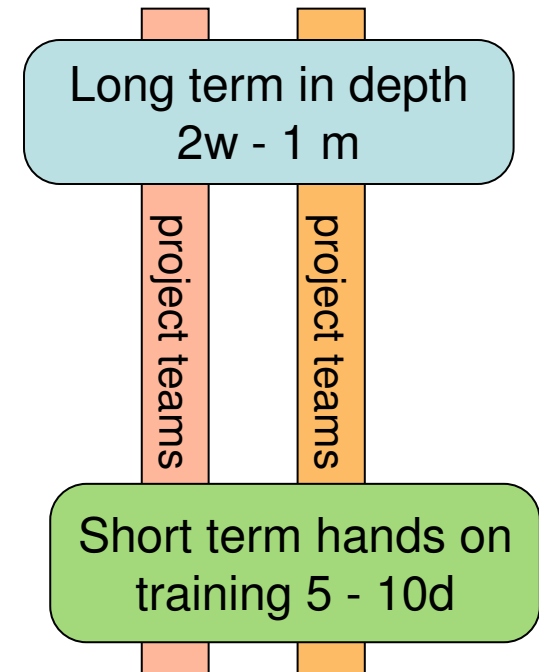 Long term in depth
2w - 1 m
project teams
project teams
Short term hands on
training 5 - 10d